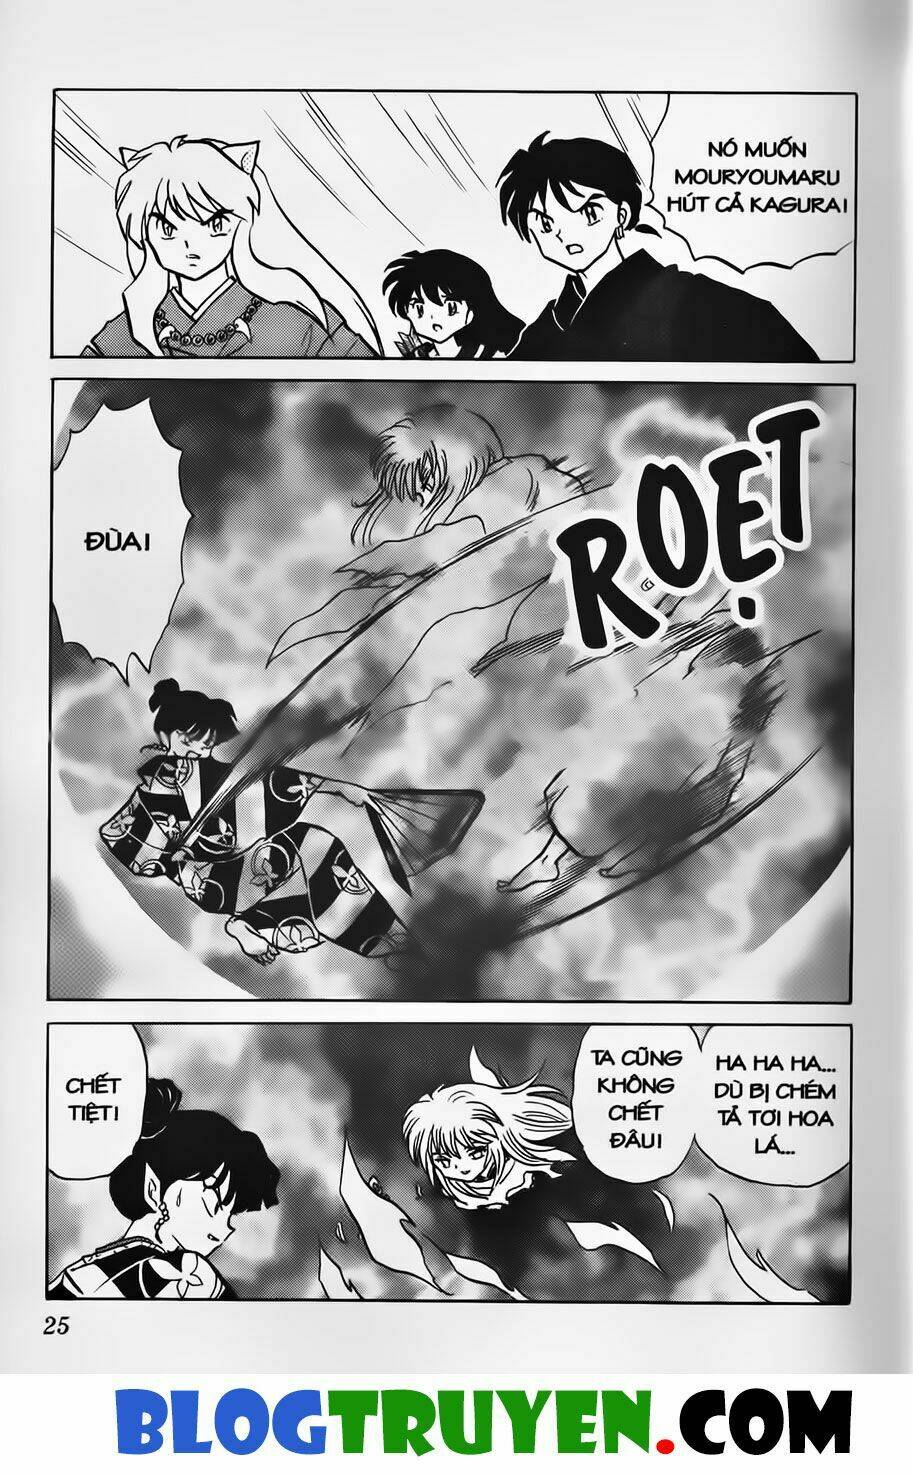 NÓ MUỐN
MOURYOUMARU
HÚT CẢ KAGURA!
ROẸT
ĐÙA!
HA HA HA...
DÙ BỊ CHÉM
TẢ TƠI HOA
LÁ...
TA CŨNG
KHÔNG
CHẾT
ĐÂU!
CHẾT
TIỆT!
25
BLOGTRUYEN.COM